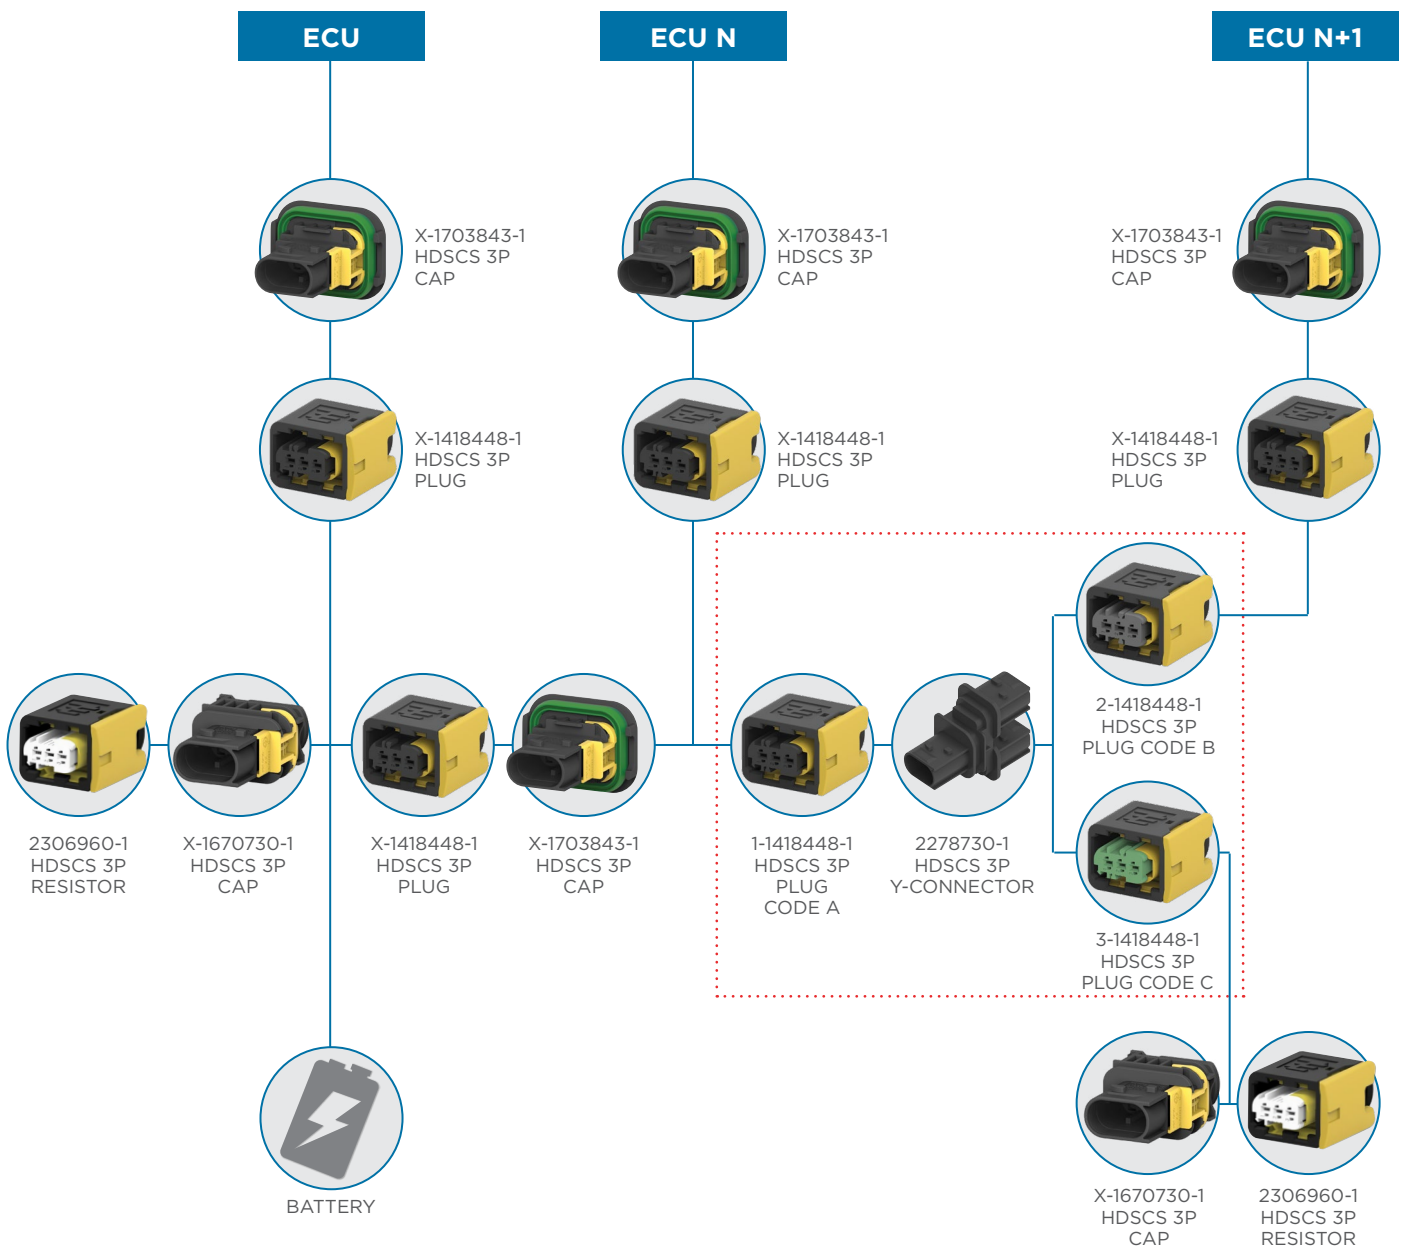 ECU
ECU N
ECU N+1
X-1703843-1
HDSCS 3P
CAP
X-1703843-1
HDSCS 3P
CAP
X-1703843-1
HDSCS 3P
CAP
X-1418448-1
HDSCS 3P
PLUG
X-1418448-1
HDSCS 3P
PLUG
X-1418448-1
HDSCS 3P
PLUG
2-1418448-1
HDSCS 3P
PLUG CODE B
2306960-1
HDSCS 3P
RESISTOR
X-1670730-1
HDSCS 3P
CAP
X-1418448-1
HDSCS 3P
PLUG
X-1703843-1
HDSCS 3P
CAP
1-1418448-1
HDSCS 3P
PLUG
CODE A
2278730-1
HDSCS 3P
Y-CONNECTOR
3-1418448-1
HDSCS 3P
PLUG CODE C
BATTERY
X-1670730-1
HDSCS 3P
CAP
2306960-1
HDSCS 3P
RESISTOR